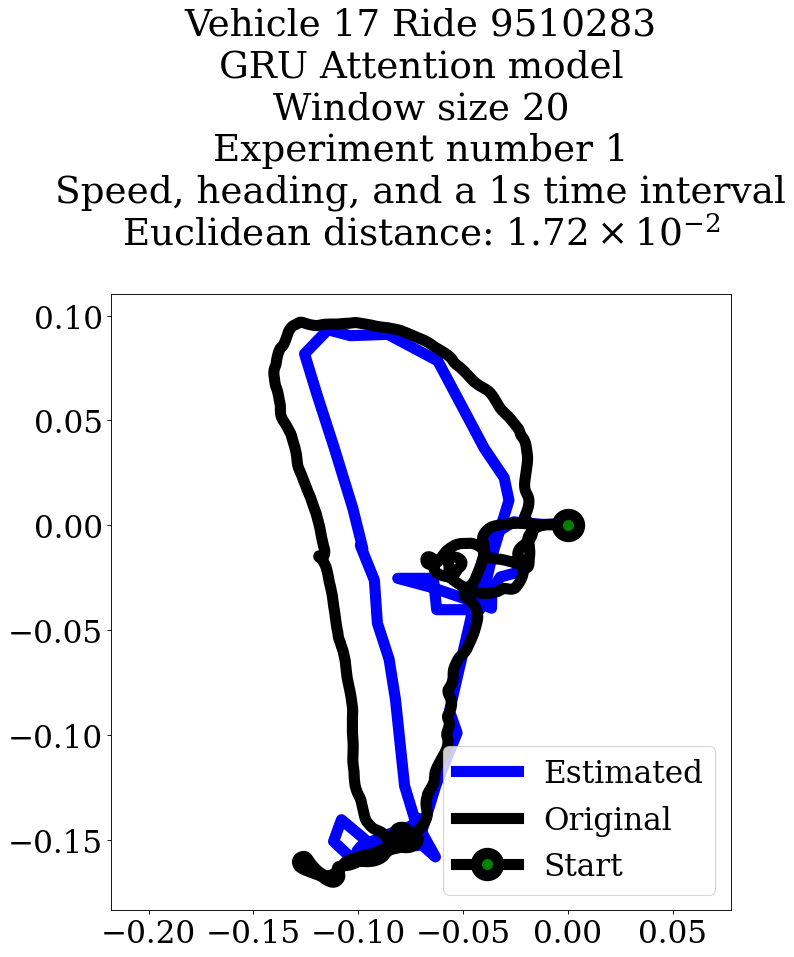 Vehicle 17 Ride 9510283
GRU Attention model
Window size 20
Experiment number 1
Speed, heading, and a 1s time interval
Euclidean distance: 1.72 × 10⁻²
0.10
0.05
0.00
−0.05
−0.10
−0.15
Estimated
Original
Start
−0.20 −0.15 −0.10 −0.05 0.00 0.05